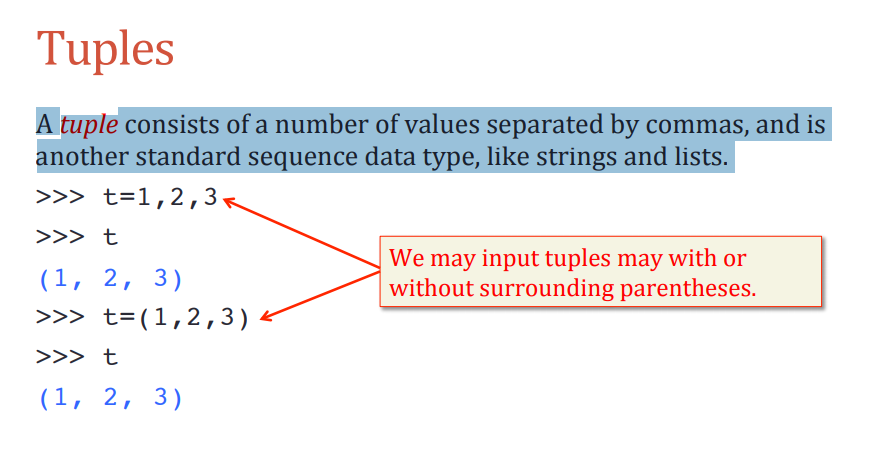 Tuples
A tuple consists of a number of values separated by commas, and is
another standard sequence data type, like strings and lists.
>>> t=1,2,3
>>> t
(1, 2, 3)
>>> t=(1,2,3)
>>> t
(1, 2, 3)
We may input tuples may with or
without surrounding parentheses.